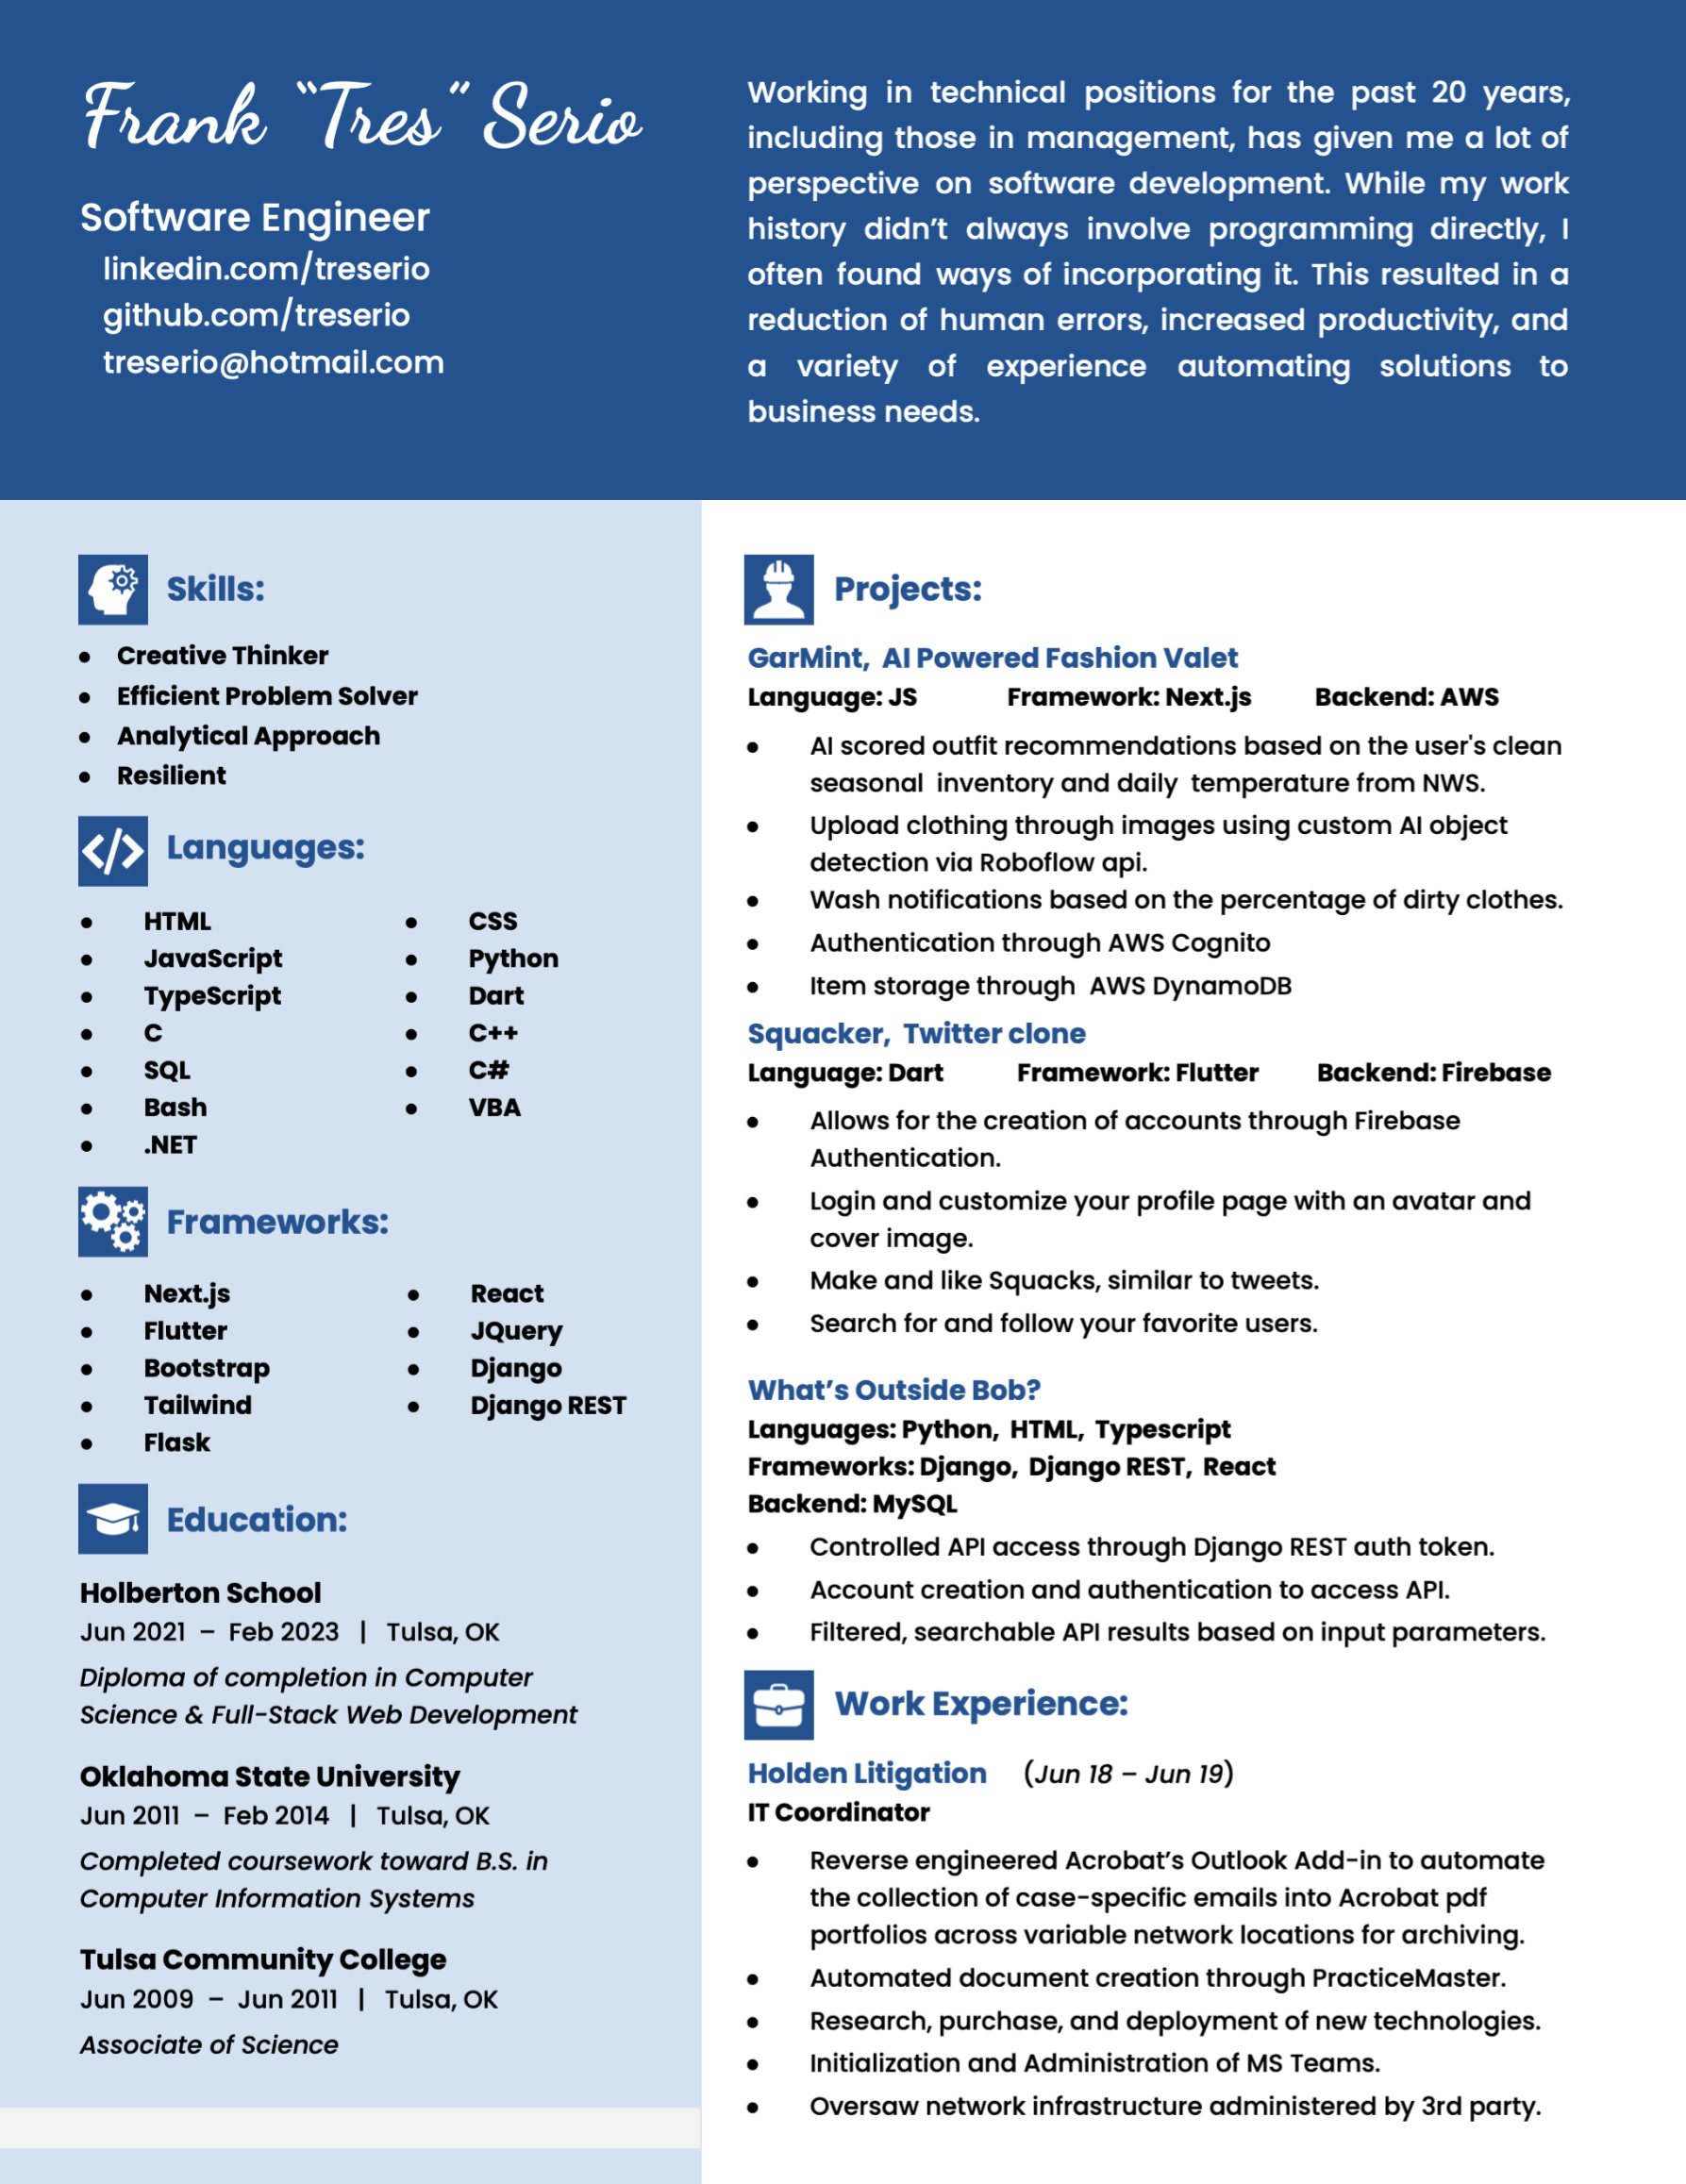 Frank “Tres” Serio
Software Engineer
linkedin.com/treserio
github.com/treserio
treserio@hotmail.com
Working in technical positions for the past 20 years,
including those in management, has given me a lot of
perspective on software development. While my work
history didn’t always involve programming directly, I
often found ways of incorporating it. This resulted in a
reduction of human errors, increased productivity, and
a variety of experience automating solutions to
business needs.
Skills:
• Creative Thinker
• Efficient Problem Solver
• Analytical Approach
• Resilient
Languages:
• HTML
• JavaScript
• TypeScript
• C
• SQL
• Bash
• .NET
• CSS
• Python
• Dart
• C++
• C#
• VBA
Frameworks:
• Next.js
• Flutter
• Bootstrap
• Tailwind
• Flask
• React
• JQuery
• Django
• Django REST
Education:
Holberton School
Jun 2021 – Feb 2023 | Tulsa, OK
Diploma of completion in Computer
Science & Full-Stack Web Development
Oklahoma State University
Jun 2011 – Feb 2014 | Tulsa, OK
Completed coursework toward B.S. in
Computer Information Systems
Tulsa Community College
Jun 2009 – Jun 2011 | Tulsa, OK
Associate of Science
Projects:
GarMint, AI Powered Fashion Valet
Language: JS Framework: Next.js Backend: AWS
• AI scored outfit recommendations based on the user's clean
seasonal inventory and daily temperature from NWS.
• Upload clothing through images using custom AI object
detection via Roboflow api.
• Wash notifications based on the percentage of dirty clothes.
• Authentication through AWS Cognito
• Item storage through AWS DynamoDB
Squacker, Twitter clone
Language: Dart Framework: Flutter Backend: Firebase
• Allows for the creation of accounts through Firebase
Authentication.
• Login and customize your profile page with an avatar and
cover image.
• Make and like Squacks, similar to tweets.
• Search for and follow your favorite users.
What’s Outside Bob?
Languages: Python, HTML, Typescript
Frameworks: Django, Django REST, React
Backend: MySQL
• Controlled API access through Django REST auth token.
• Account creation and authentication to access API.
• Filtered, searchable API results based on input parameters.
Work Experience:
Holden Litigation (Jun 18 – Jun 19)
IT Coordinator
• Reverse engineered Acrobat’s Outlook Add-in to automate
the collection of case-specific emails into Acrobat pdf
portfolios across variable network locations for archiving.
• Automated document creation through PracticeMaster.
• Research, purchase, and deployment of new technologies.
• Initialization and Administration of MS Teams.
• Oversaw network infrastructure administered by 3rd party.